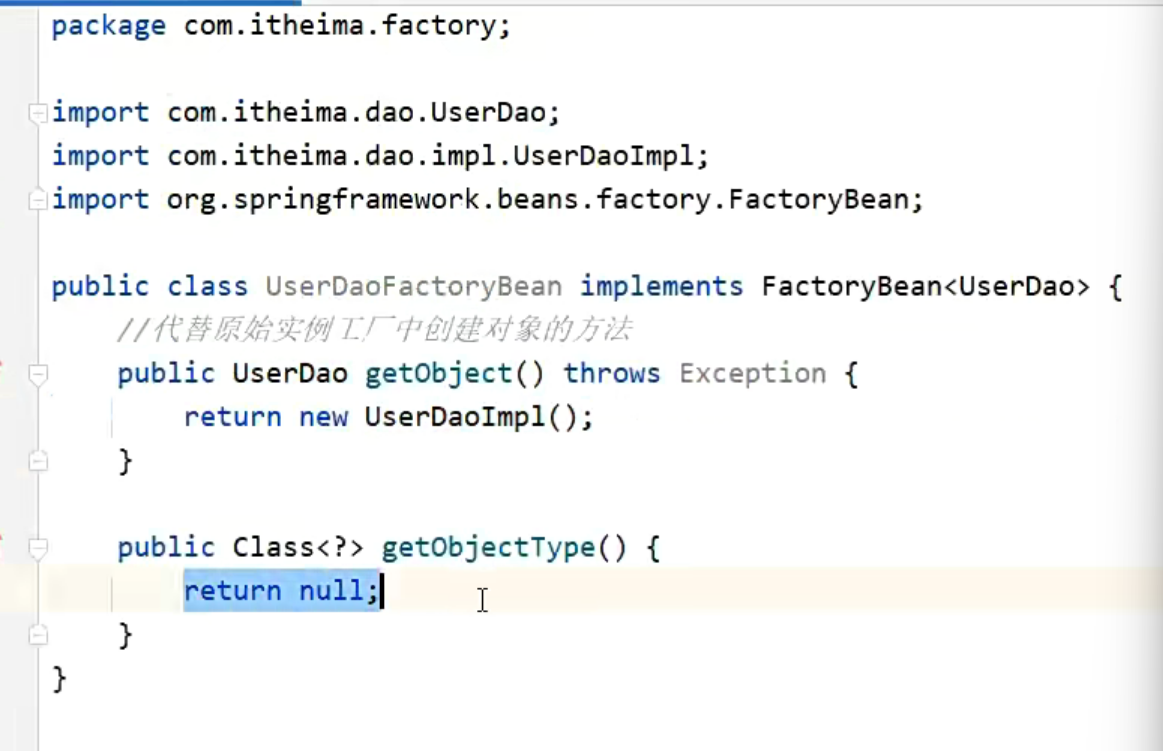 package com.itheima.factory;
import com.itheima.dao.UserDao;
import com.itheima.dao.impl.UserDaoImpl;
import org.springframework.beans.factory.FactoryBean;
public class UserDaoFactoryBean implements FactoryBean<UserDao> {
//代替原始实例工厂中创建对象的方法
public UserDao getObject() throws Exception {
return new UserDaoImpl();
}
public Class<?> getObjectType() {
return null;
}
}